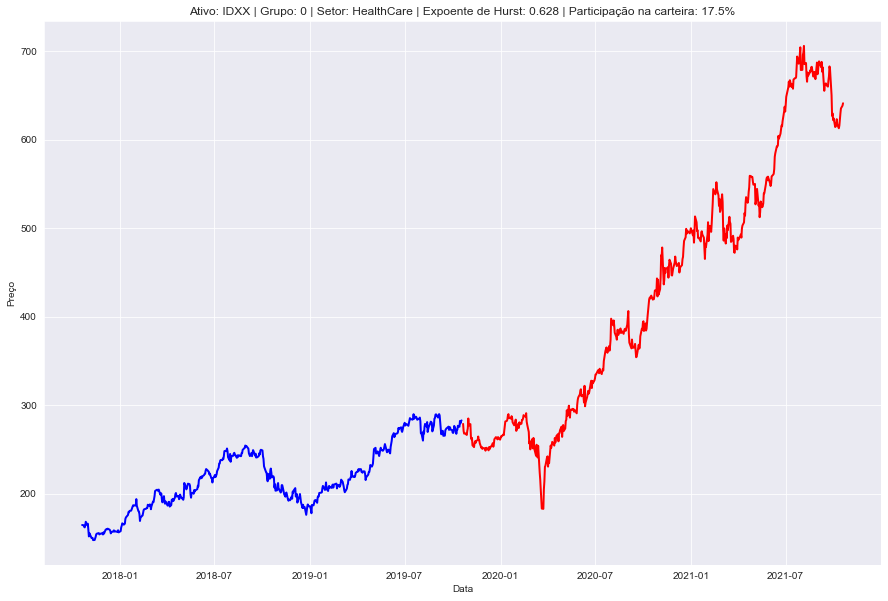 Ativo: IDXX | Grupo: 0 | Setor: HealthCare | Expoente de Hurst: 0.628 | Participação na carteira: 17.5%
700
600
500
400
300
200
Preço
2018-01 2018-07 2019-01 2019-07 2020-01 2020-07 2021-01 2021-07
Data